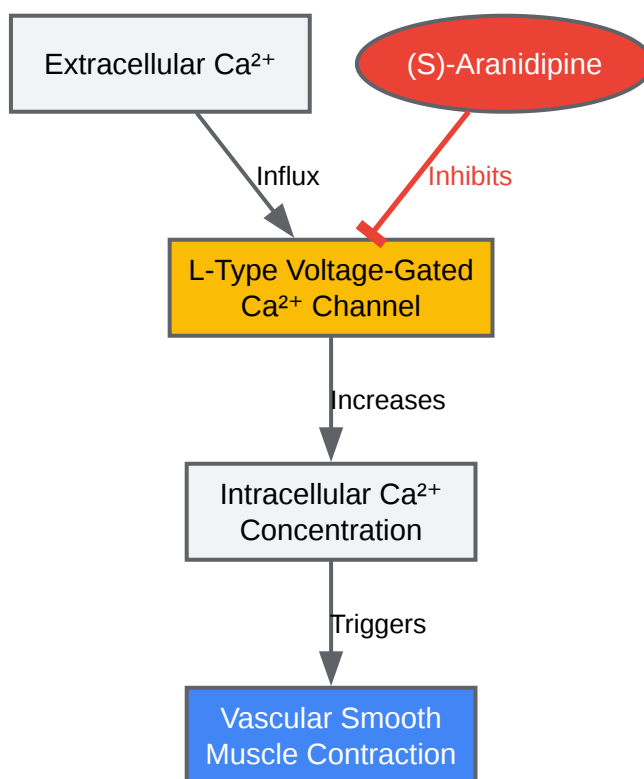 Extracellular Ca²⁺
(S)-Aranidipine
Influx
Inhibits
L-Type Voltage-Gated
Ca²⁺ Channel
Increases
Intracellular Ca²⁺
Concentration
Triggers
Vascular Smooth
Muscle Contraction